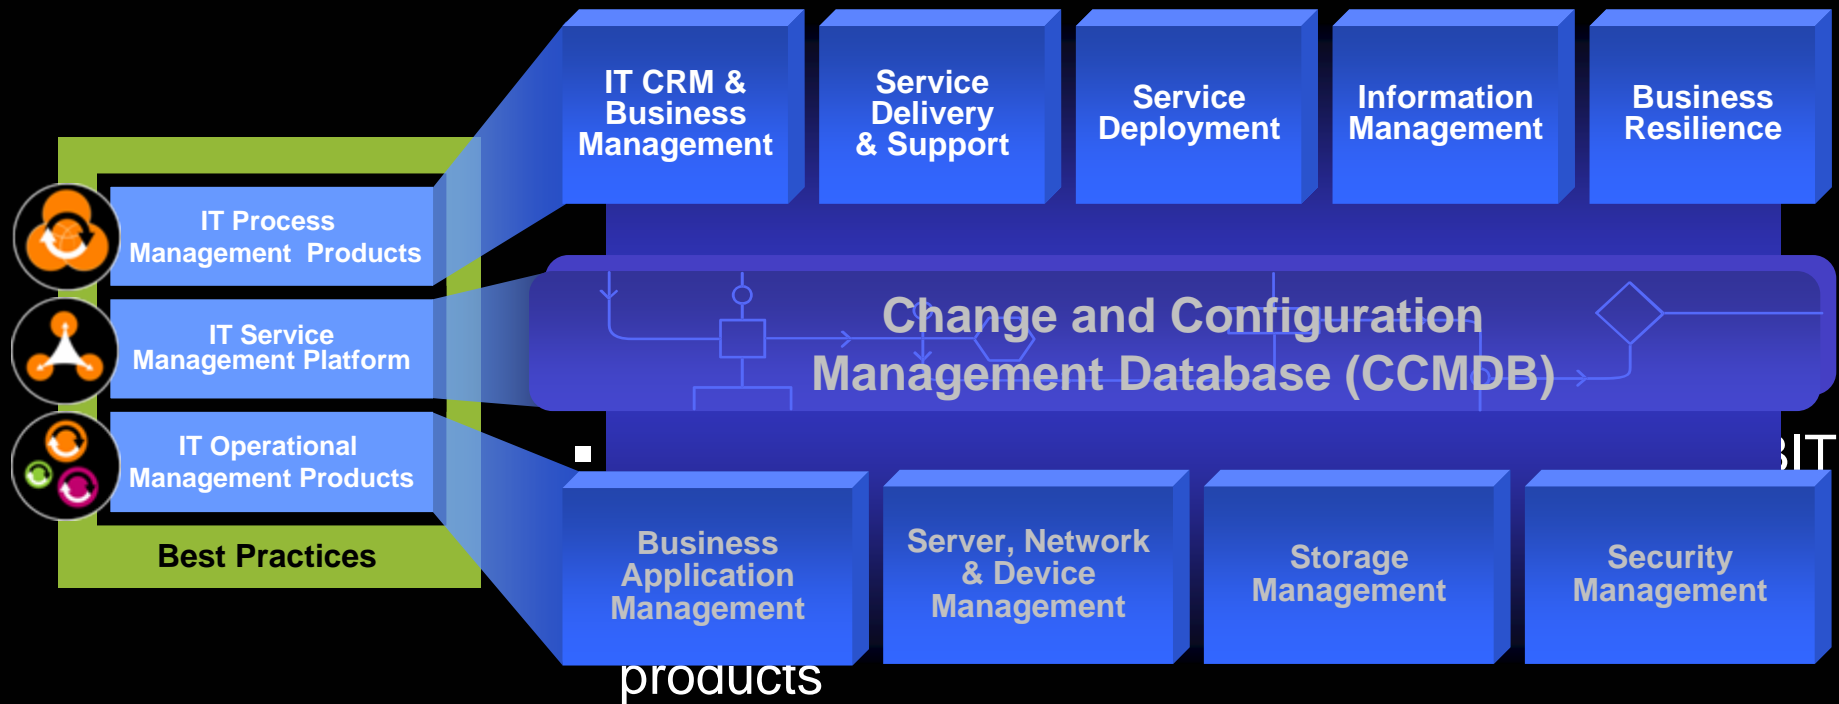 IT CRM &
Business
Management
Service
Delivery
& Support
Service
Deployment
Information
Management
Business
Resilience
IT Process
Management Products
IT Service
Management Platform
IT Operational
Management Products
Best Practices
Change and Configuration
Management Database (CCMDB)
BIT
Business
Application
Management
Server, Network
& Device
Management
Storage
Management
Security
Management
products